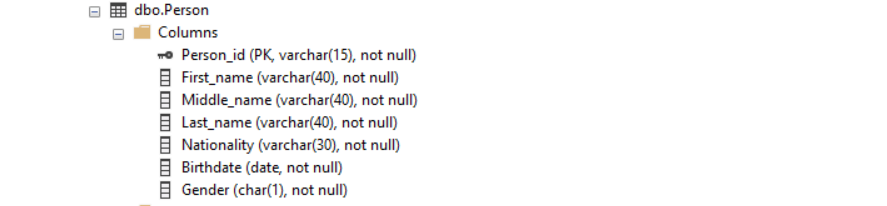 dbo.Person
Columns
Person_id (PK, varchar(15), not null)
First_name (varchar(40), not null)
Middle_name (varchar(40), not null)
Last_name (varchar(40), not null)
Nationality (varchar(30), not null)
Birthdate (date, not null)
Gender (char(1), not null)